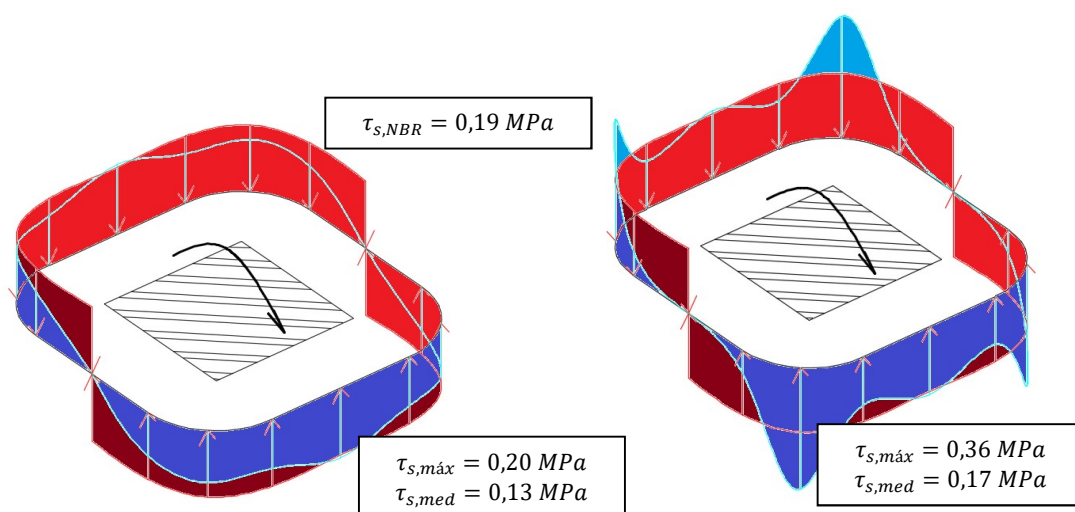 τs,NBR = 0,19 MPa
τs,máx = 0,20 MPa
τs,med = 0,13 MPa
τs,máx = 0,36 MPa
τs,med = 0,17 MPa